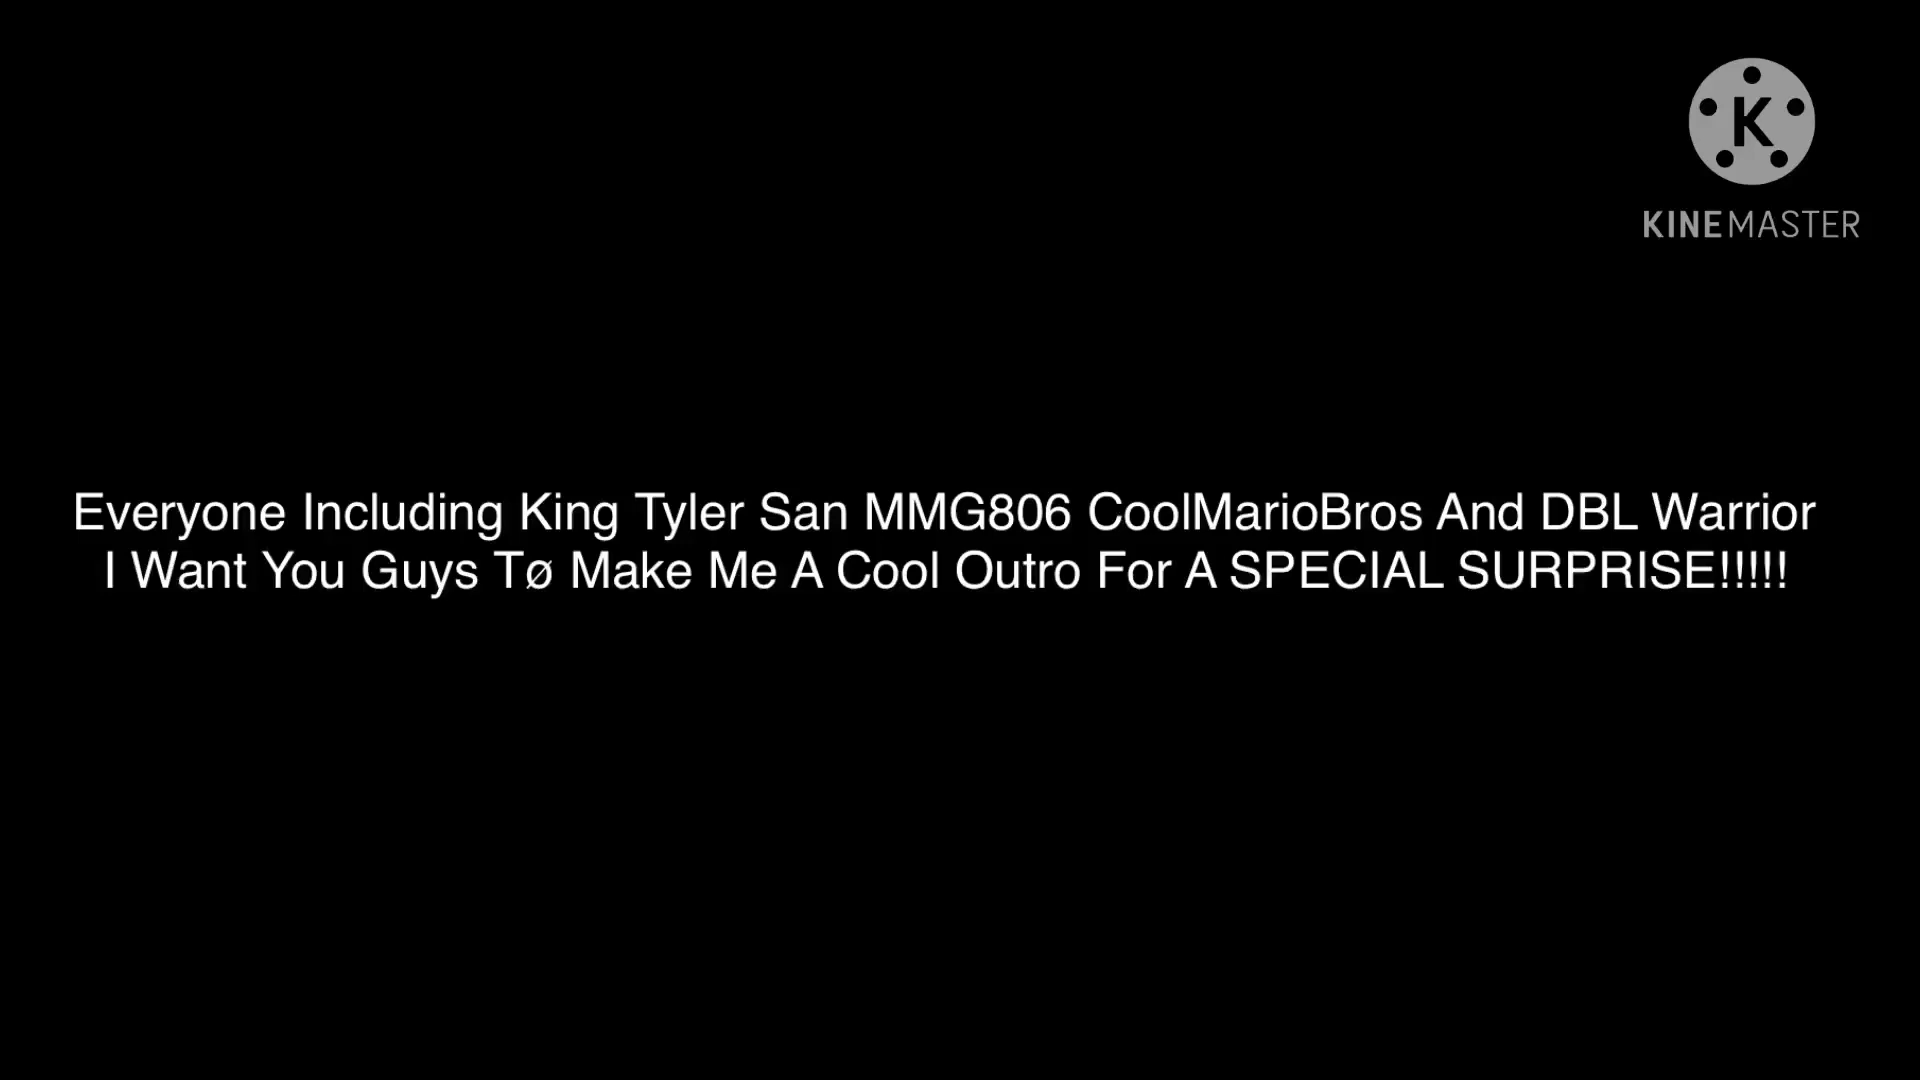 K
KINEMASTER
Everyone Including King Tyler San MMG806 CoolMarioBros And DBL Warrior
I Want You Guys Tø Make Me A Cool Outro For A SPECIAL SURPRISE!!!!!